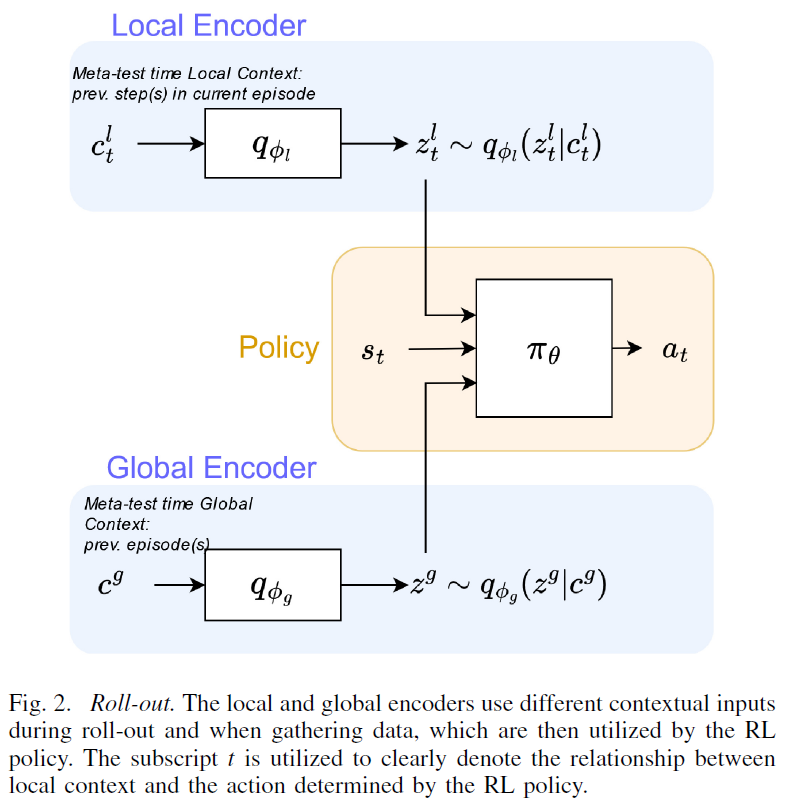 Local Encoder
Meta-test time Local Context:
prev. step(s) in current episode
c_t^l → q_{ϕ_l} → z_t^l ∼ q_{ϕ_l}(z_t^l|c_t^l)
Policy
s_t → π_θ → a_t
Global Encoder
Meta-test time Global
Context:
prev. episode(s)
c^g → q_{ϕ_g} → z^g ∼ q_{ϕ_g}(z^g|c^g)
Fig. 2. Roll-out. The local and global encoders use different contextual inputs
during roll-out and when gathering data, which are then utilized by the RL
policy. The subscript t is utilized to clearly denote the relationship between
local context and the action determined by the RL policy.